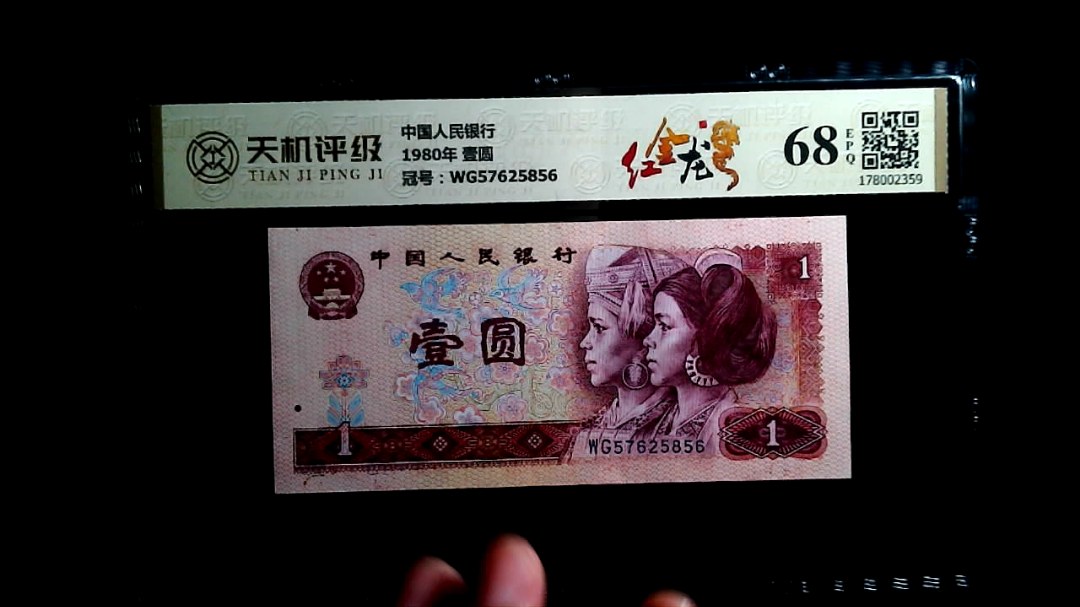 天机评级
TIAN JI PING JI
中国人民银行
1980年 壹圆
冠号：WG57625856
红金龙
68
EPQ
178002359
中国人民银行
1
壹圆
1
WG57625856
1